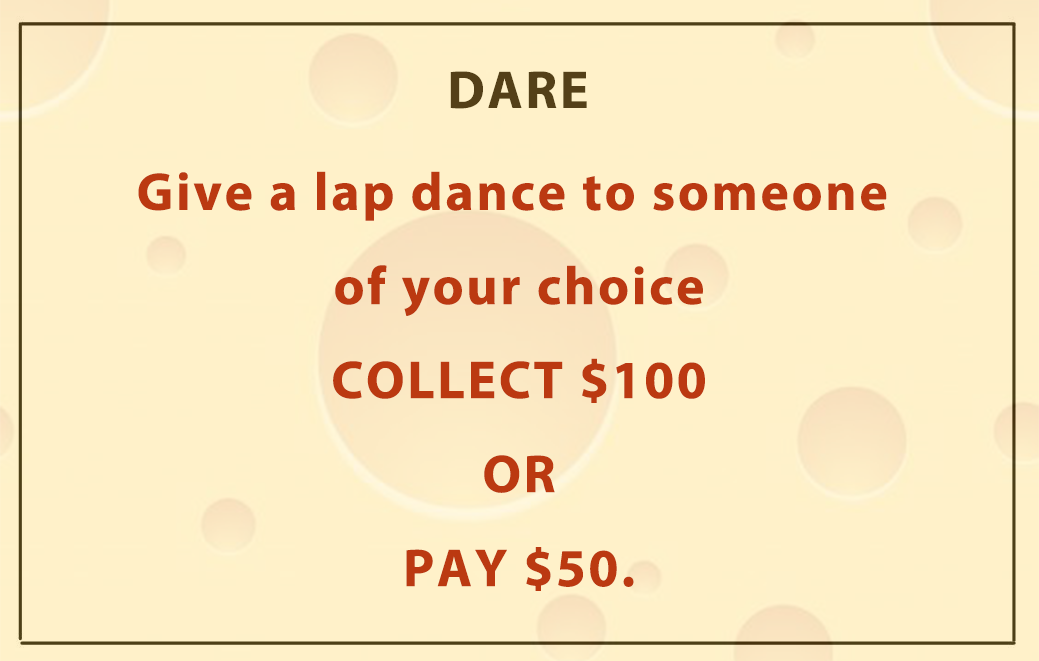 DARE
Give a lap dance to someone
of your choice
COLLECT $100
OR
PAY $50.